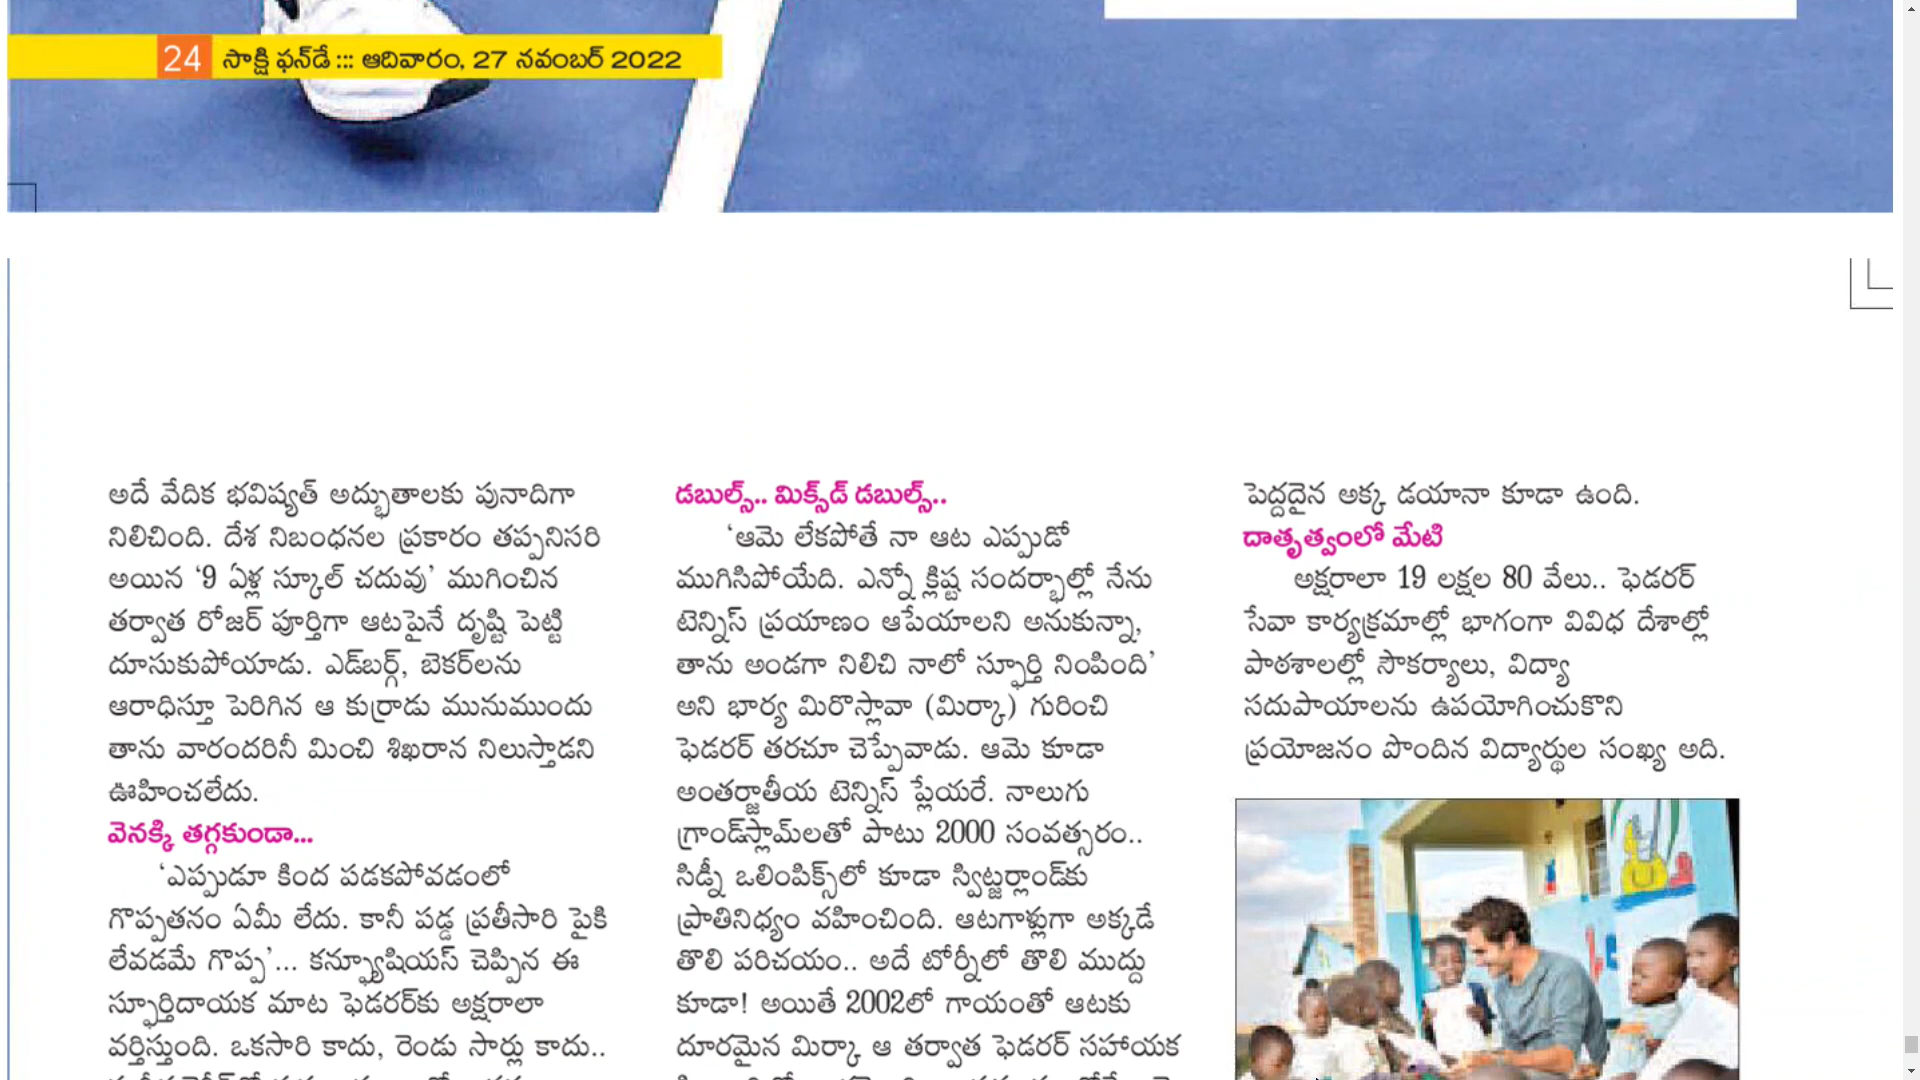 24 సాక్షి ఫన్‌డే ::: ఆదివారం, 27 నవంబర్ 2022
అదే వేదిక భవిష్యత్ అద్భుతాలకు పునాదిగా
నిలిచింది. దేశ నిబంధనల ప్రకారం తప్పనిసరి
అయిన ‘9 ఏళ్ల స్కూల్ చదువు’ ముగించిన
తర్వాత రోజర్ పూర్తిగా ఆటపైనే దృష్టి పెట్టి
దూసుకుపోయాడు. ఎడ్‌బర్గ్, బెకర్‌లను
ఆరాధిస్తూ పెరిగిన ఆ కుర్రాడు మునుముందు
తాను వారందరినీ మించి శిఖరాన నిలుస్తాడని
ఊహించలేదు.
వెనక్కి తగ్గకుండా...
‘ఎప్పుడూ కింద పడకపోవడంలో
గొప్పతనం ఏమీ లేదు. కానీ పడ్డ ప్రతీసారి పైకి
లేవడమే గొప్ప’... కన్ఫ్యూషియస్ చెప్పిన ఈ
స్ఫూర్తిదాయక మాట ఫెడరర్‌కు అక్షరాలా
వర్తిస్తుంది. ఒకసారి కాదు, రెండు సార్లు కాదు..
డబుల్స్.. మిక్స్‌డ్ డబుల్స్..
‘ఆమె లేకపోతే నా ఆట ఎప్పుడో
ముగిసిపోయేది. ఎన్నో క్లిష్ట సందర్భాల్లో నేను
టెన్నిస్ ప్రయాణం ఆపేయాలని అనుకున్నా,
తాను అండగా నిలిచి నాలో స్ఫూర్తి నింపింది’
అని భార్య మిరొస్లావా (మిర్కా) గురించి
ఫెడరర్ తరచూ చెప్పేవాడు. ఆమె కూడా
అంతర్జాతీయ టెన్నిస్ ప్లేయరే. నాలుగు
గ్రాండ్‌స్లామ్‌లతో పాటు 2000 సంవత్సరం..
సిడ్నీ ఒలింపిక్స్‌లో కూడా స్విట్జర్లాండ్‌కు
ప్రాతినిధ్యం వహించింది. ఆటగాళ్లుగా అక్కడే
తొలి పరిచయం.. అదే టోర్నీలో తొలి ముద్దు
కూడా! అయితే 2002లో గాయంతో ఆటకు
దూరమైన మిర్కా ఆ తర్వాత ఫెడరర్ సహాయక
పెద్దదైన అక్క డయానా కూడా ఉంది.
దాతృత్వంలో మేటి
అక్షరాలా 19 లక్షల 80 వేలు.. ఫెడరర్
సేవా కార్యక్రమాల్లో భాగంగా వివిధ దేశాల్లో
పాఠశాలల్లో సౌకర్యాలు, విద్యా
సదుపాయాలను ఉపయోగించుకొని
ప్రయోజనం పొందిన విద్యార్థుల సంఖ్య అది.